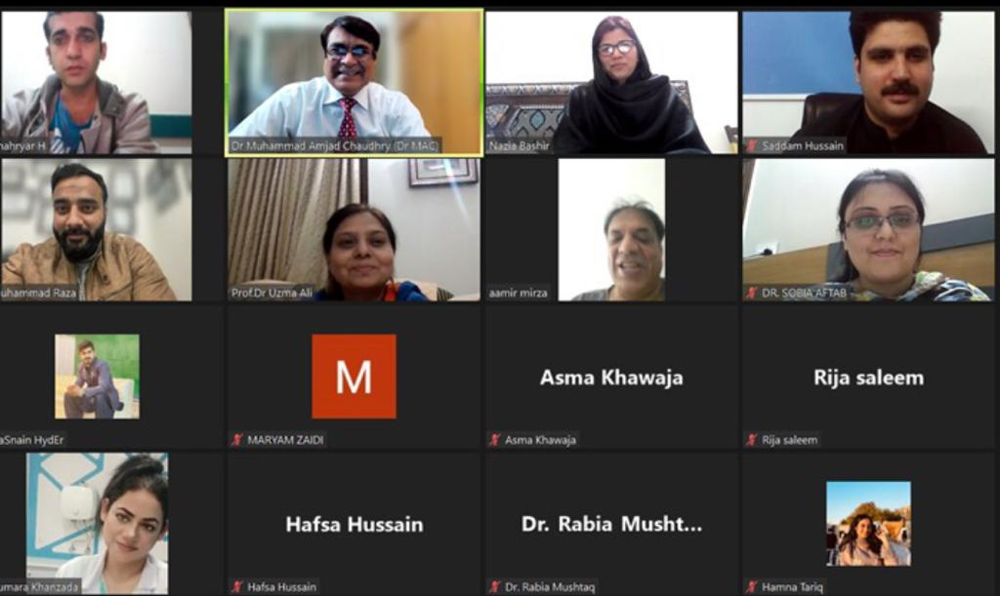 nahryar H
Dr Muhammad Amjad Chaudhry (Dr MAC)
Nazia Bashir
Saddam Hussain
uhammad Raza
Prof.Dr Uzma Ali
aamir mirza
DR. SOBIA AFTAB
aSnain HydEr
M
MARYAM ZAIDI
Asma Khawaja
Asma Khawaja
Rija saleem
Rija saleem
umara Khanzada
Hafsa Hussain
Hafsa Hussain
Dr. Rabia Musht...
Dr. Rabia Mushtaq
Hamna Tariq